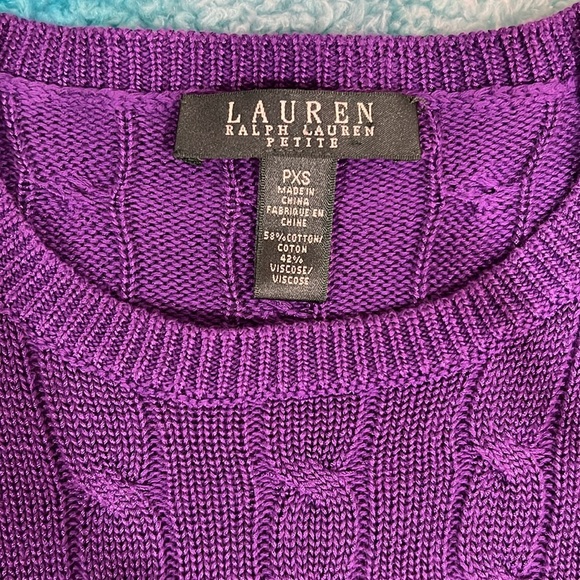 LAUREN
RALPH LAUREN
PETITE
PXS
MADE IN
CHINA
FABRIQUE EN
CHINE
58% COTTON/
COTON
42%
VISCOSE/
VISCOSE